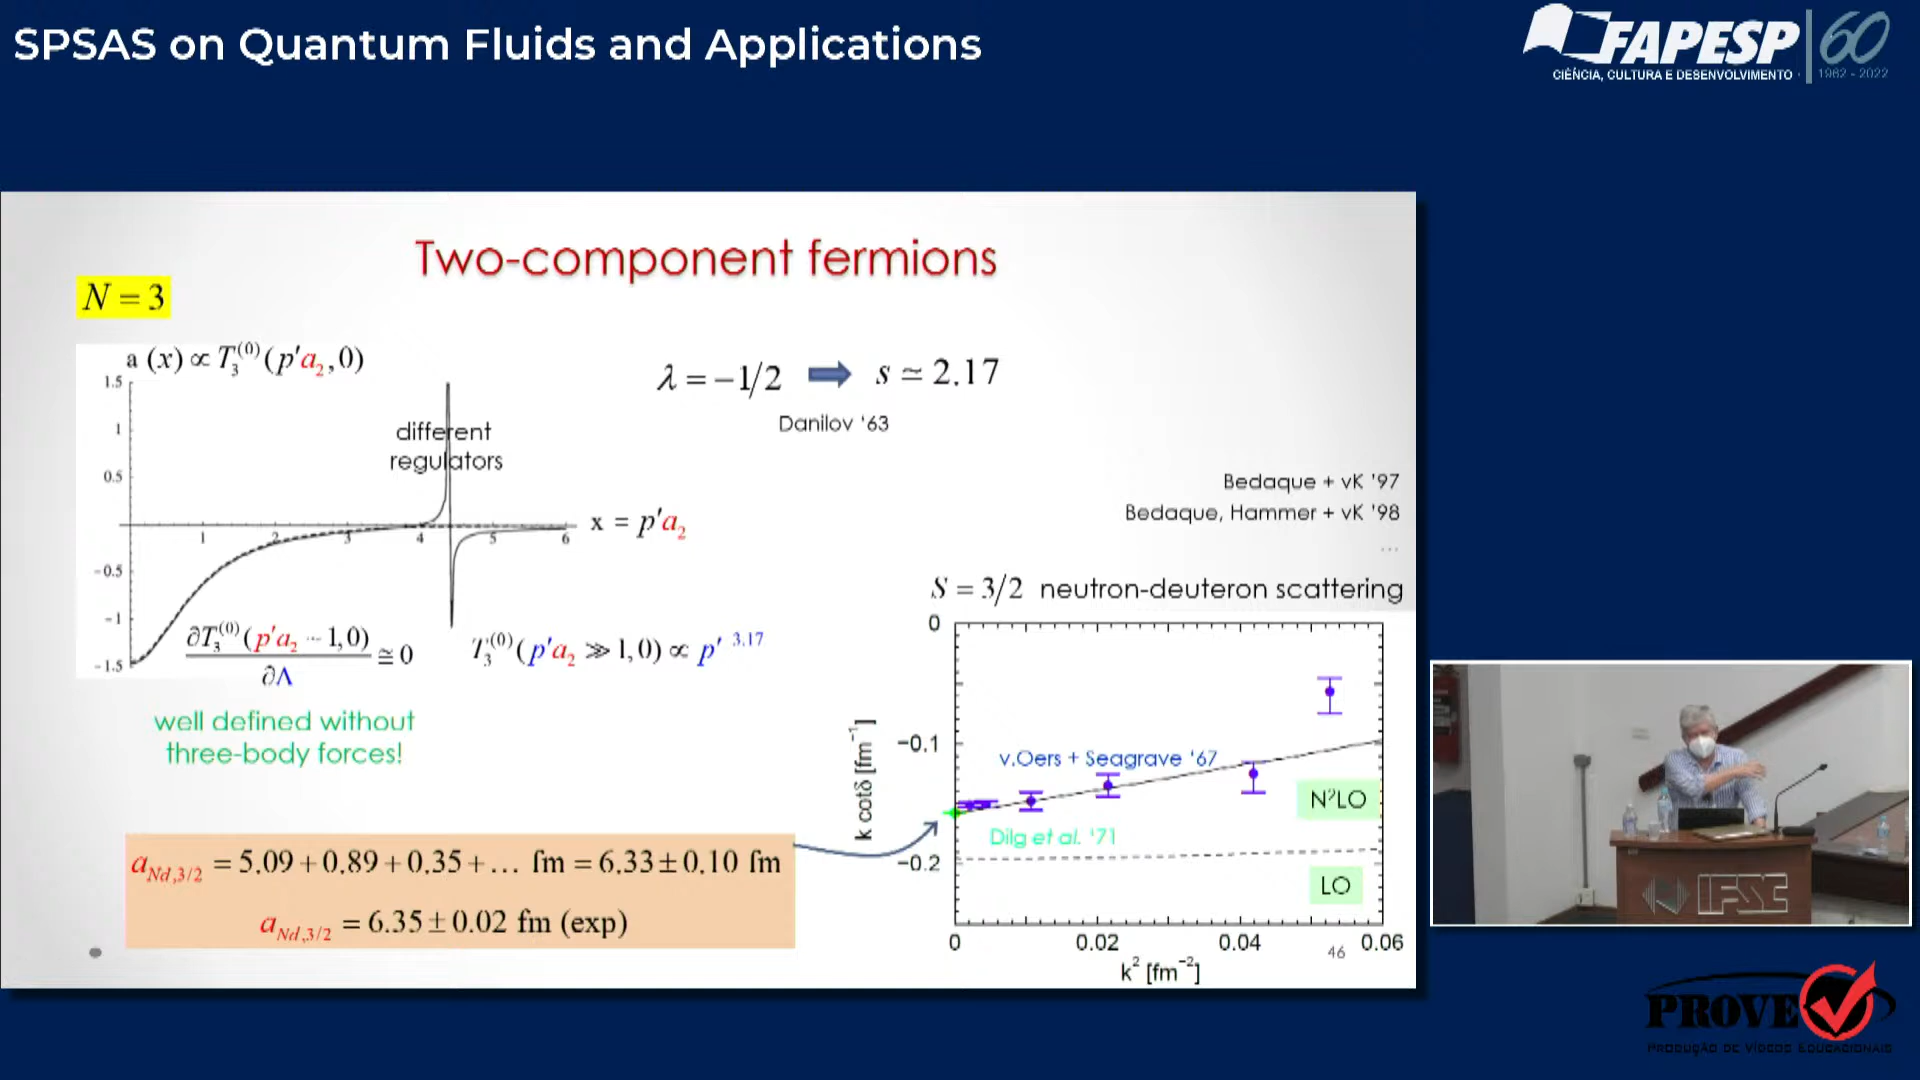 SPSAS on Quantum Fluids and Applications
FAPESP 60
CIÊNCIA, CULTURA E DESENVOLVIMENTO
1962 - 2022
Two-component fermions
N = 3
a (x) ∝ T₃⁽⁰⁾(p′a₂,0)
1.5
1
0.5
-0.5
-1
-1.5
1 2 3 4 5 6
different
regulators
x = p′a₂
λ = −1/2 s ≃ 2.17
Danilov '63
Bedaque + vK '97
Bedaque, Hammer + vK '98
...
∂T₃⁽⁰⁾(p′a₂ ~ 1,0) / ∂Λ ≅ 0
T₃⁽⁰⁾(p′a₂ ≫ 1,0) ∝ p′ ³·¹⁷
well defined without
three-body forces!
S = 3/2 neutron-deuteron scattering
0
−0.1
−0.2
k cotδ [fm⁻¹]
v.Oers + Seagrave '67
N²LO
Dilg et al. '71
LO
0 0.02 0.04 0.06
k² [fm⁻²]
a_Nd,3/2 = 5.09 + 0.89 + 0.35 + … fm = 6.33 ± 0.10 fm
a_Nd,3/2 = 6.35 ± 0.02 fm (exp)
46
IFSC
PROVE
PRODUÇÃO DE VÍDEOS EDUCACIONAIS